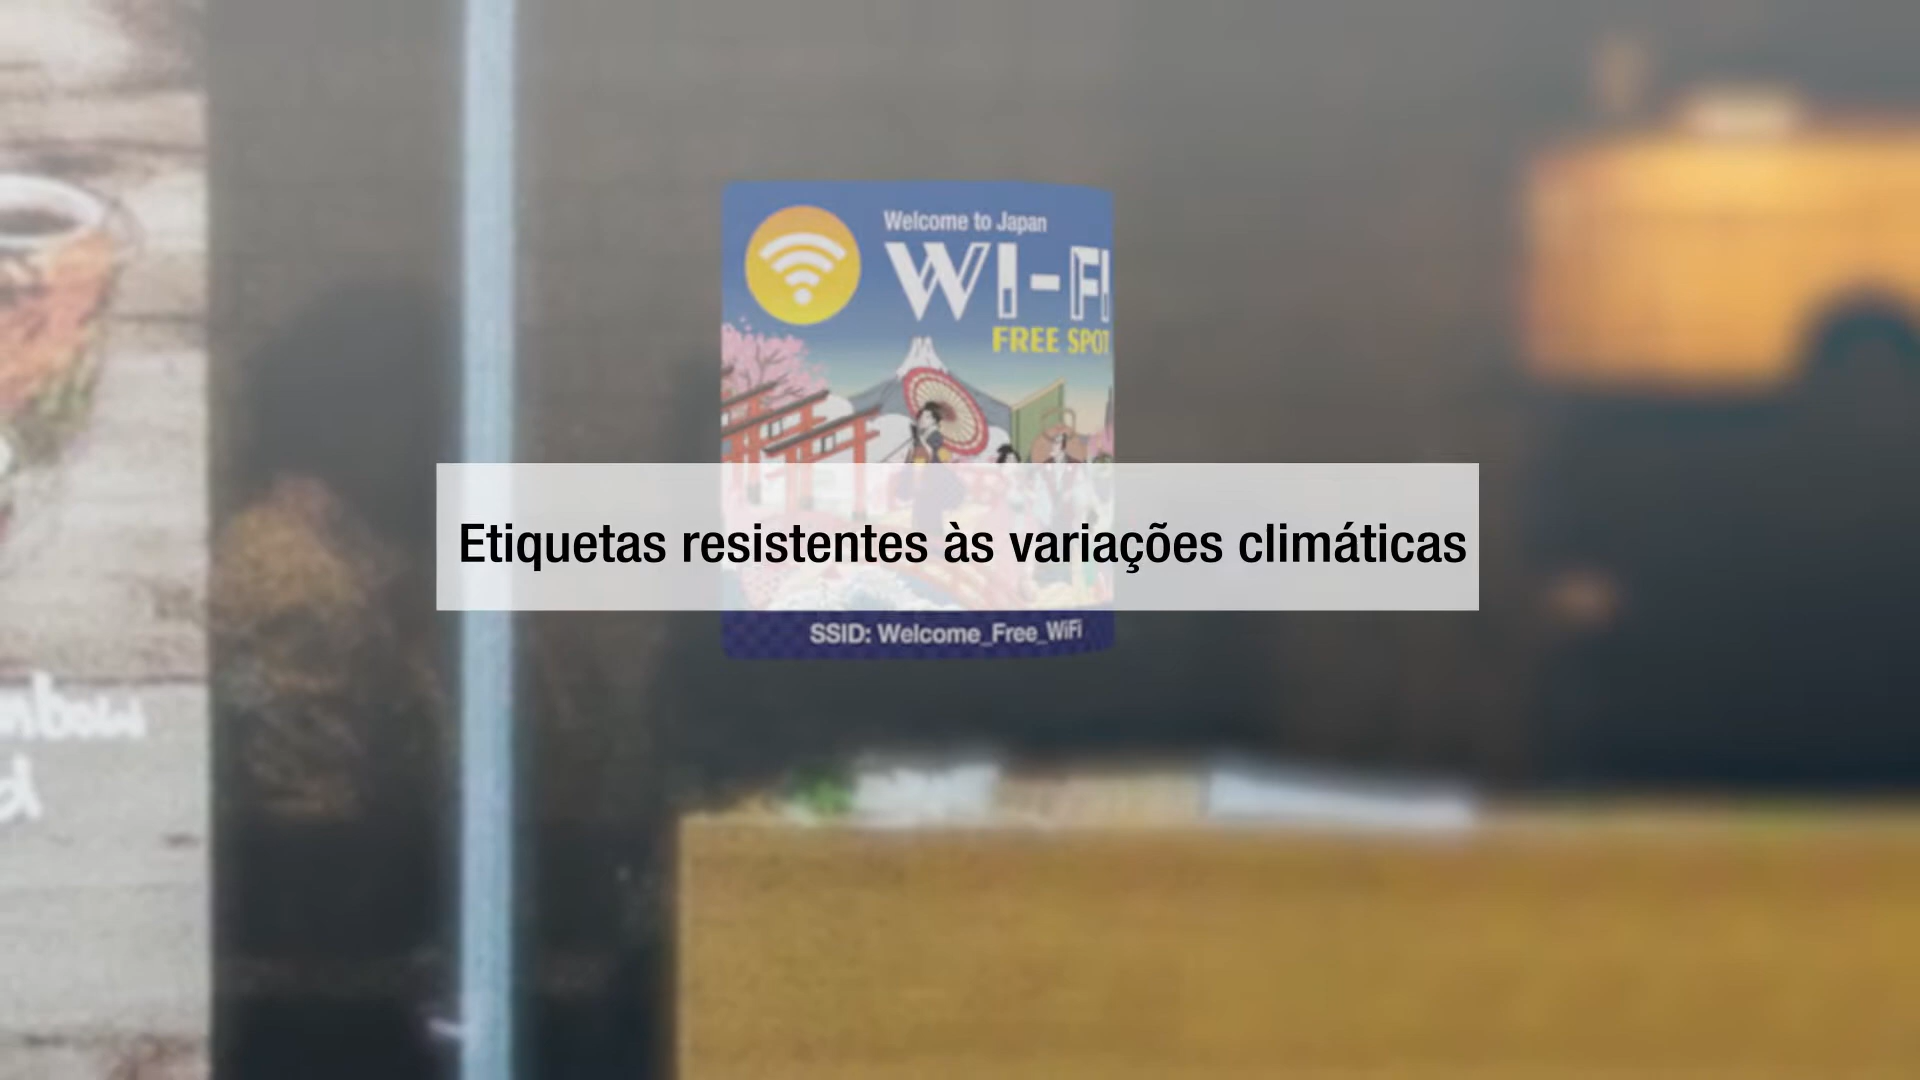 Welcome to Japan
WI-FI
FREE SPOT
Etiquetas resistentes às variações climáticas
SSID: Welcome_Free_WiFi